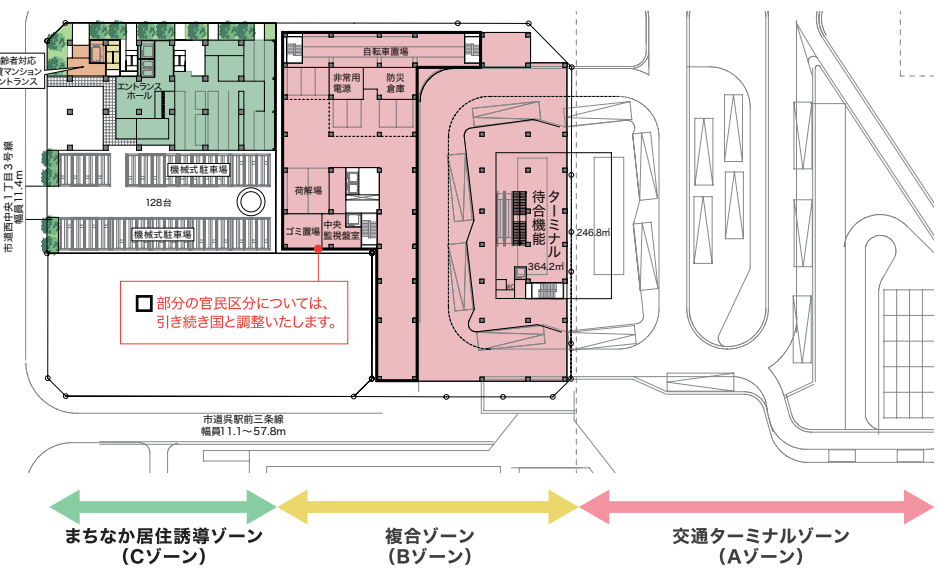 自転車置場
齢者対応
貸マンション
ントランス
エントランス
ホール
非常用
電源
防災
倉庫
機械式駐車場
128台
機械式駐車場
荷解場
ゴミ置場
中央
監視盤室
ターミナル
待合機能
364.2㎡
246.8㎡
WC
市道西中央1丁目3号線
幅員11.4m
部分の官民区分については、
引き続き国と調整いたします。
市道呉駅前三条線
幅員11.1〜57.8m
まちなか居住誘導ゾーン
(Cゾーン)
複合ゾーン
(Bゾーン)
交通ターミナルゾーン
(Aゾーン)